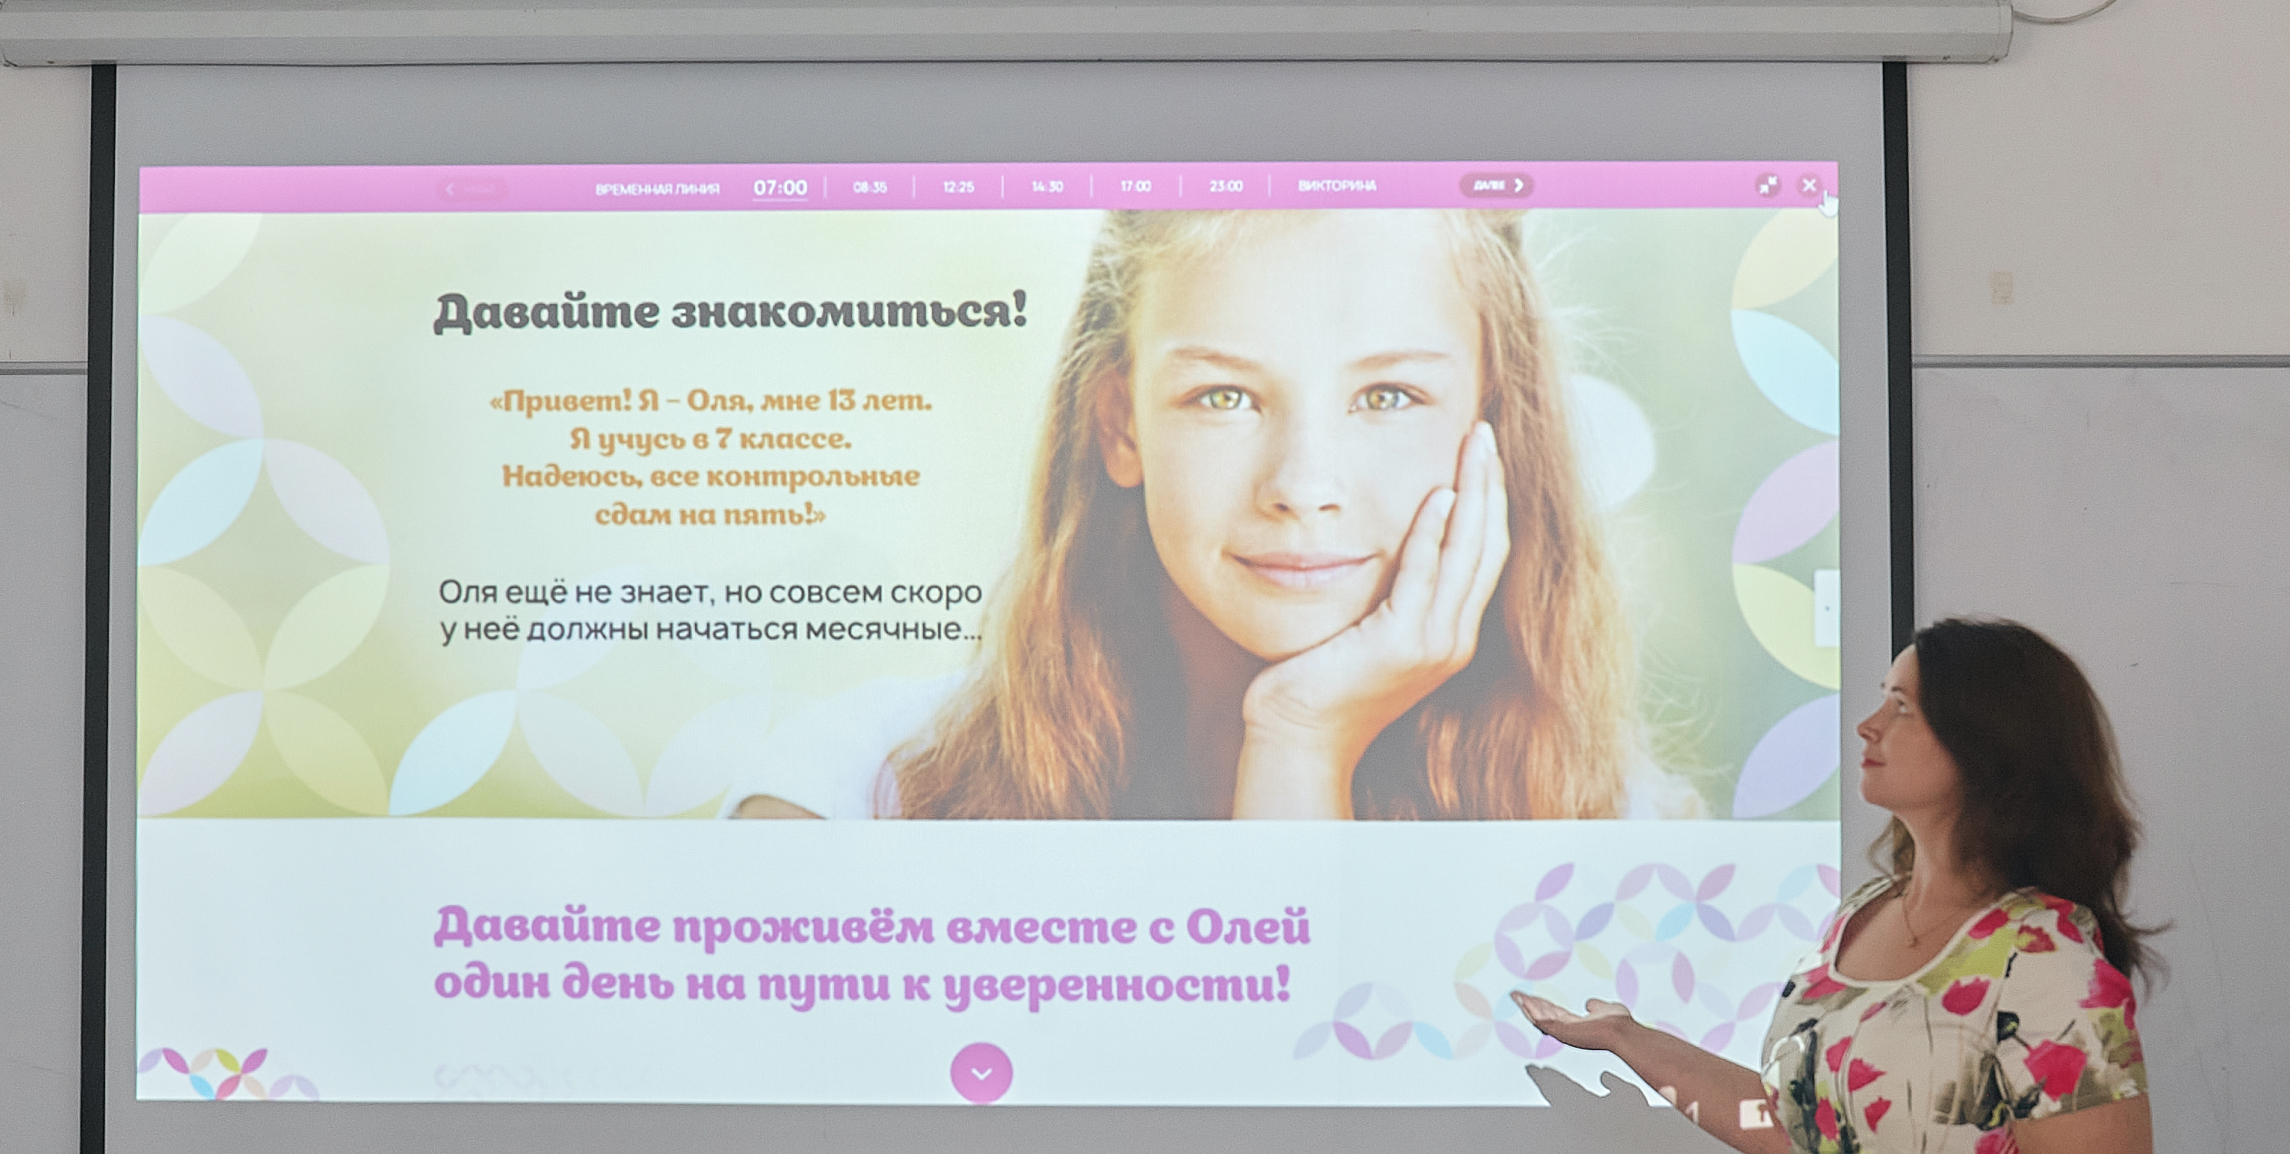 ВРЕМЕННАЯ ЛИНИЯ 07:00 08:35 12:25 14:30 17:00 23:00 ВИКТОРИНА ДАЛЕЕ
Давайте знакомиться!
«Привет! Я – Оля, мне 13 лет.
Я учусь в 7 классе.
Надеюсь, все контрольные
сдам на пять!»
Оля ещё не знает, но совсем скоро
у неё должны начаться месячные...
Давайте проживём вместе с Олей
один день на пути к уверенности!